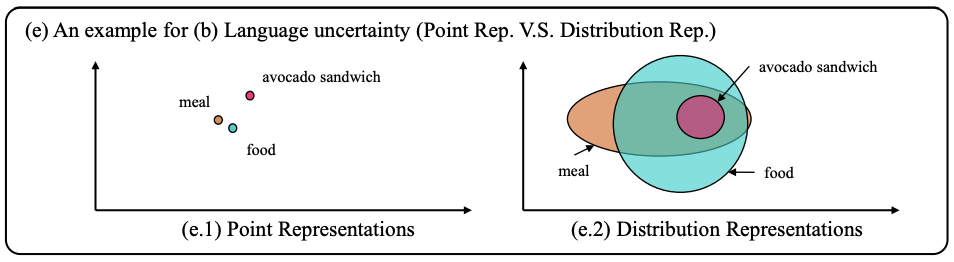 (e) An example for (b) Language uncertainty (Point Rep. V.S. Distribution Rep.)
avocado sandwich
meal
food
(e.1) Point Representations
avocado sandwich
meal
food
(e.2) Distribution Representations